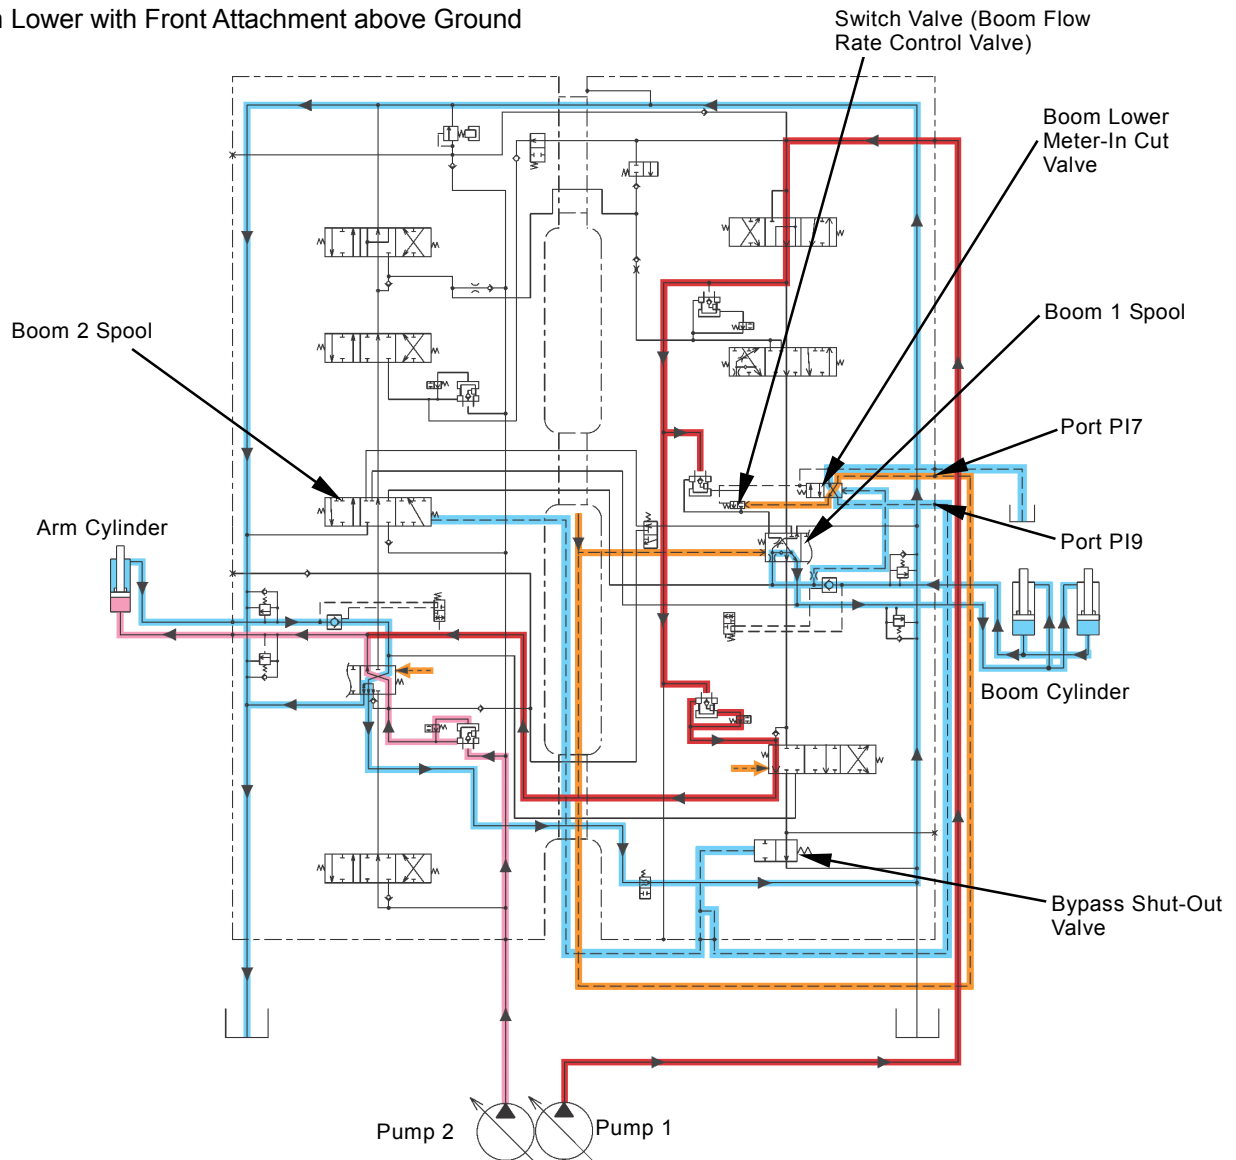 Lower with Front Attachment above Ground
Switch Valve (Boom Flow
Rate Control Valve)
Boom Lower
Meter-In Cut
Valve
Boom 1 Spool
Boom 2 Spool
Port PI7
Arm Cylinder
Port PI9
Boom Cylinder
Bypass Shut-Out
Valve
Pump 2
Pump 1